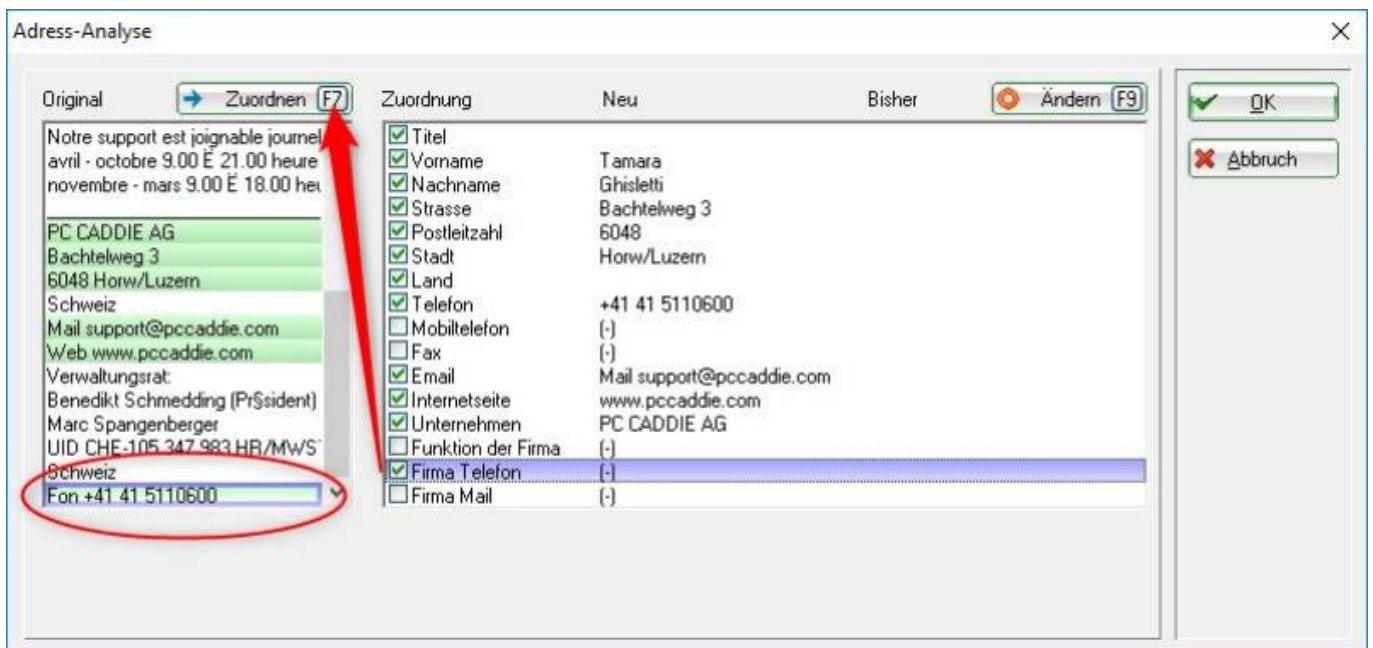 Adress-Analyse
Original
Zuordnen F7
Zuordnung Neu Bisher
Ändern F9
OK
Abbruch
Notre support est joignable journel
avril - octobre 9.00 Ë 21.00 heure
novembre - mars 9.00 Ë 18.00 heu
PC CADDIE AG
Bachtelweg 3
6048 Horw/Luzern
Schweiz
Mail support@pccaddie.com
Web www.pccaddie.com
Verwaltungsrat:
Benedikt Schmedding (Pr§sident)
Marc Spangenberger
UID CHE-105.347.983 HR/MWS
Schweiz
Fon +41 41 5110600
Titel
Vorname Tamara
Nachname Ghisletti
Strasse Bachtelweg 3
Postleitzahl 6048
Stadt Horw/Luzern
Land
Telefon +41 41 5110600
Mobiltelefon (-)
Fax (-)
Email Mail support@pccaddie.com
Internetseite www.pccaddie.com
Unternehmen PC CADDIE AG
Funktion der Firma (-)
Firma Telefon (-)
Firma Mail (-)